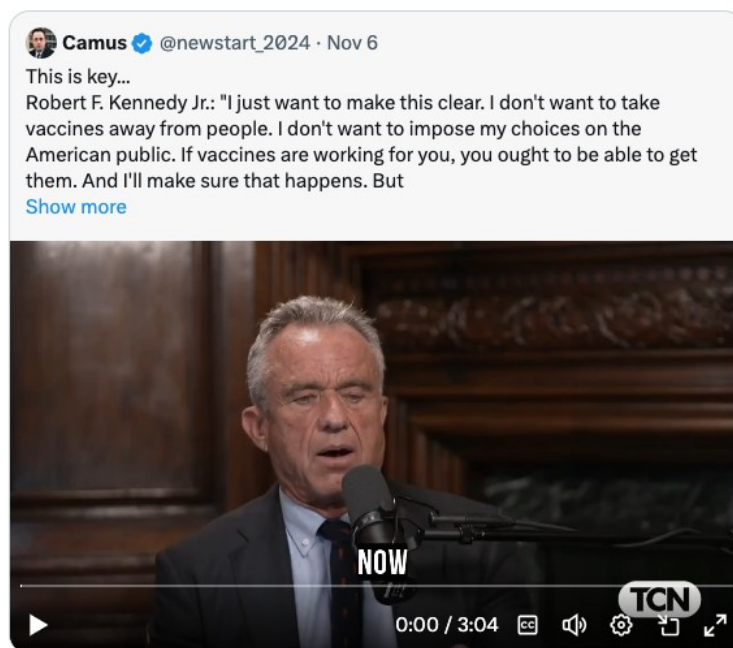 Camus @newstart_2024 · Nov 6
This is key...
Robert F. Kennedy Jr.: "I just want to make this clear. I don't want to take
vaccines away from people. I don't want to impose my choices on the
American public. If vaccines are working for you, you ought to be able to get
them. And I'll make sure that happens. But
Show more
NOW
TCN
0:00 / 3:04 CC